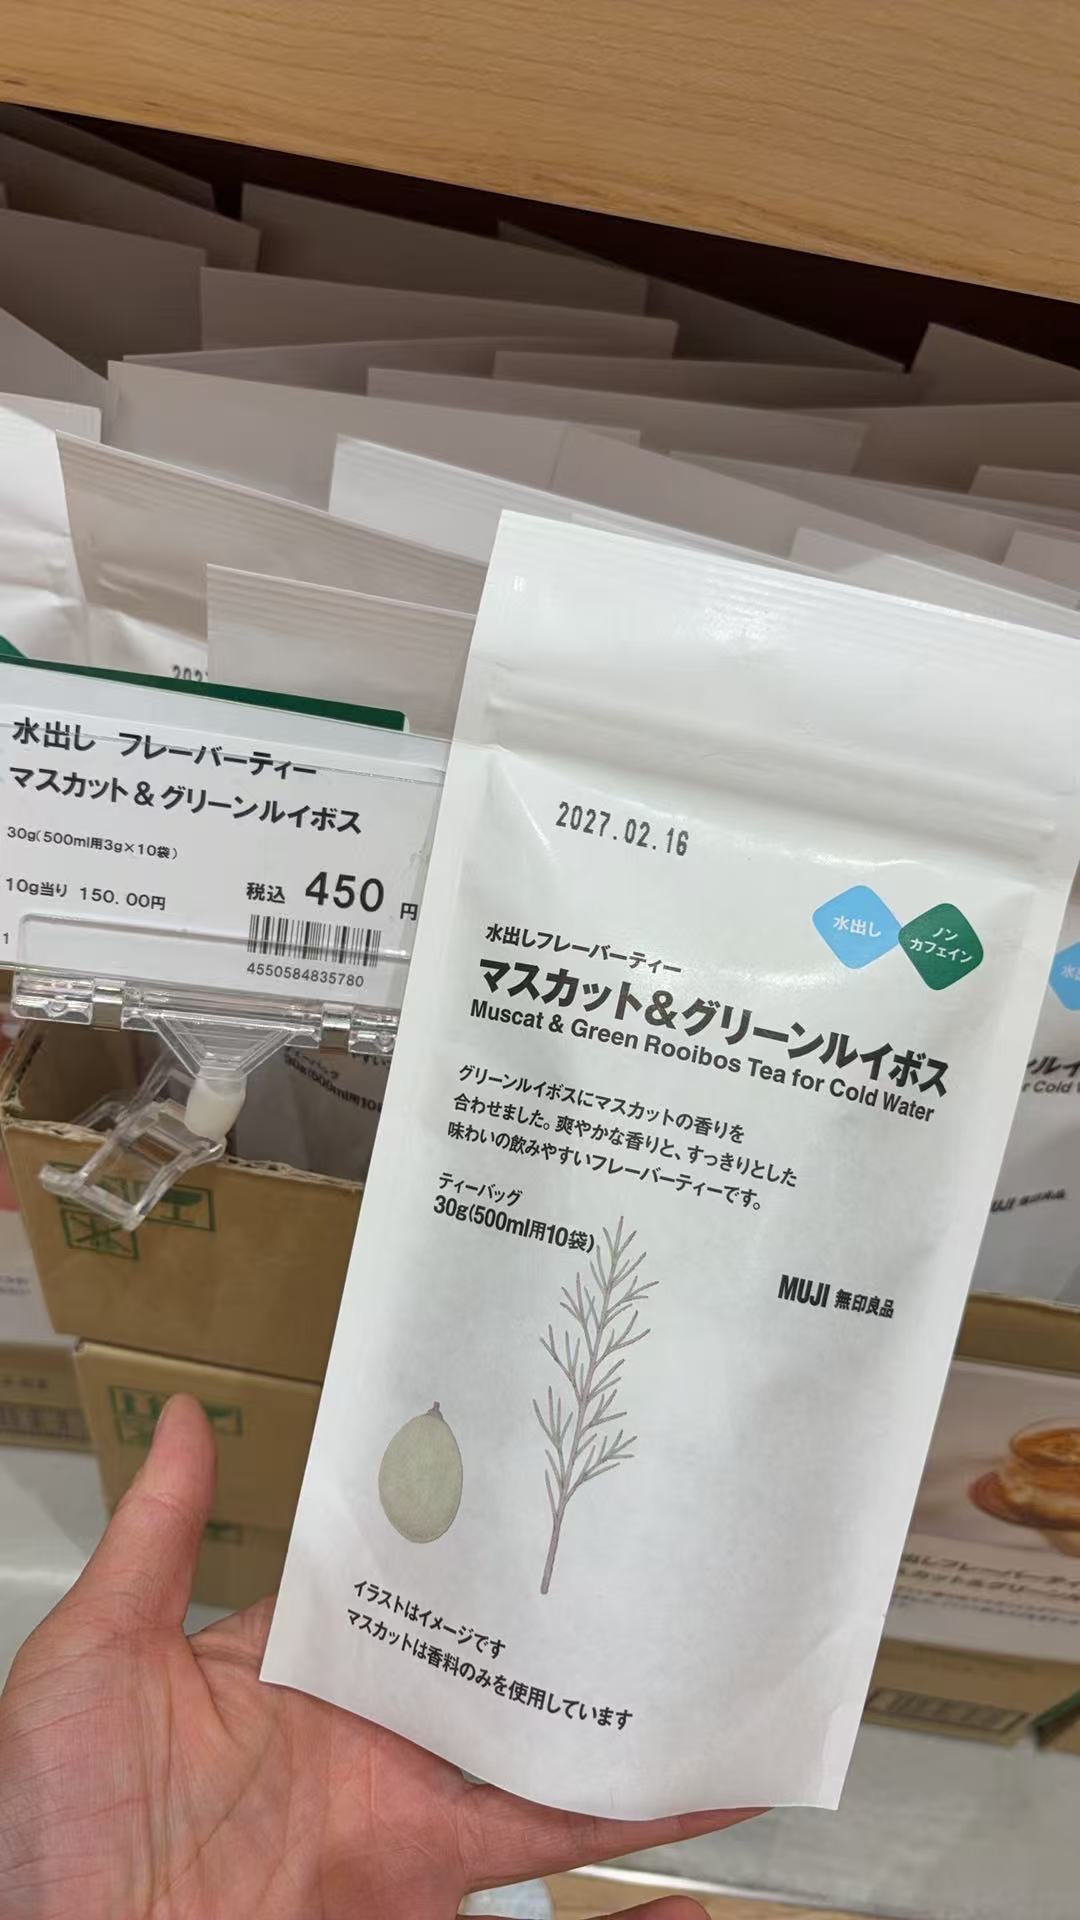 水出し フレーバーティー
マスカット＆グリーンルイボス
30g(500ml用3g×10袋)
10g当り 150.00円
税込 450円
4550584835780
2027.02.16
水出し
ノン
カフェイン
水出しフレーバーティー
マスカット&グリーンルイボス
Muscat & Green Rooibos Tea for Cold Water
グリーンルイボスにマスカットの香りを
合わせました。爽やかな香りと、すっきりとした
味わいの飲みやすいフレーバーティーです。
ティーバッグ
30g(500ml用10袋)
MUJI 無印良品
イラストはイメージです
マスカットは香料のみを使用しています